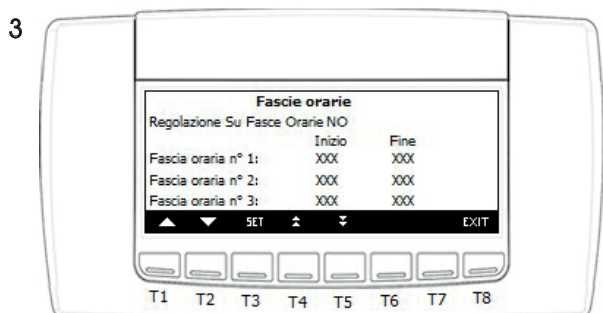 3
Fascie orarie
Regolazione Su Fasce Orarie NO
Inizio Fine
Fascia oraria n° 1: XXX XXX
Fascia oraria n° 2: XXX XXX
Fascia oraria n° 3: XXX XXX
SET EXIT
T1 T2 T3 T4 T5 T6 T7 T8